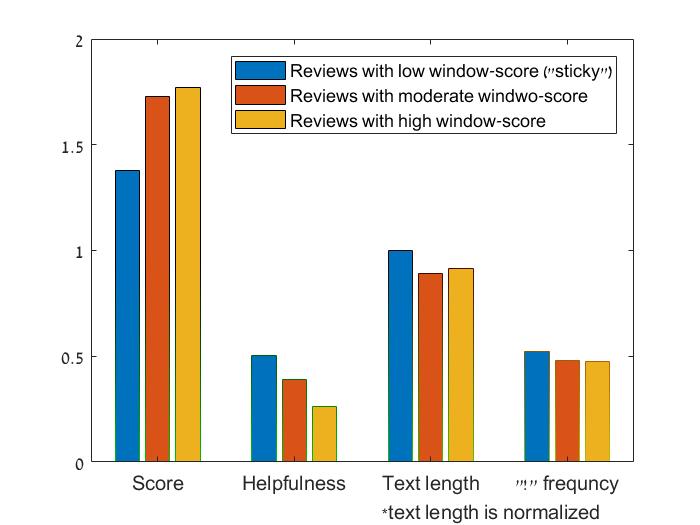 2
Reviews with low window-score ("sticky")
Reviews with moderate windwo-score
Reviews with high window-score
1.5
1
0.5
0
Score Helpfulness Text length "!" frequncy
*text length is normalized